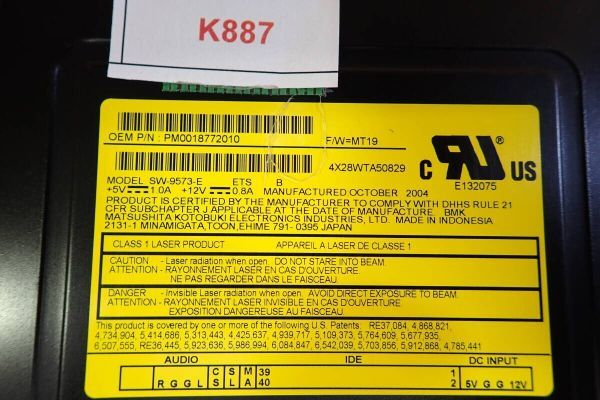 K887
OEM P/N : PM0018772010 F/W=MT19
4X28WTA50829
C RU US
E132075
MODEL SW-9573-E ETS B
+5V 1.0A +12V 0.8A MANUFACTURED OCTOBER 2004
PRODUCT IS CERTIFIED BY THE MANUFACTURER TO COMPLY WITH DHHS RULE 21
CFR SUBCHAPTER J APPLICABLE AT THE DATE OF MANUFACTURE. BMK
MATSUSHITA KOTOBUKI ELECTRONICS INDUSTRIES, LTD. MADE IN INDONESIA
2131-1 MINAMIGATA,TOON,EHIME 791- 0395 JAPAN
CLASS 1 LASER PRODUCT APPAREIL A LASER DE CLASSE 1
CAUTION - Laser radiation when open. DO NOT STARE INTO BEAM.
ATTENTION - RAYONNEMENT LASER EN CAS D'OUVERTURE.
NE PAS REGARDER DANS LE FAISCEAU.
DANGER - Invisible Laser radiation when open. AVOID DIRECT EXPOSURE TO BEAM.
ATTENTION - RAYONNEMENT LASER INVISIBLE EN CAS D'OUVERTURE.
EXPOSITION DANGEREUSE AU FAISCEAU.
This product is covered by one or more of the following U.S. Patents: RE37,084, 4,868,821,
4,734,904, 5,414,686, 5,313,443, 4,425,637, 4,939,717, 5,109,373, 5,764,609, 5,677,935,
6,507,555, RE36,445, 5,923,636, 5,986,994, 6,084,847, 6,542,039, 5,703,856, 5,912,868, 4,785,441
AUDIO IDE DC INPUT
R G G L C S M 39 1
S L A 40 2 5V G G 12V